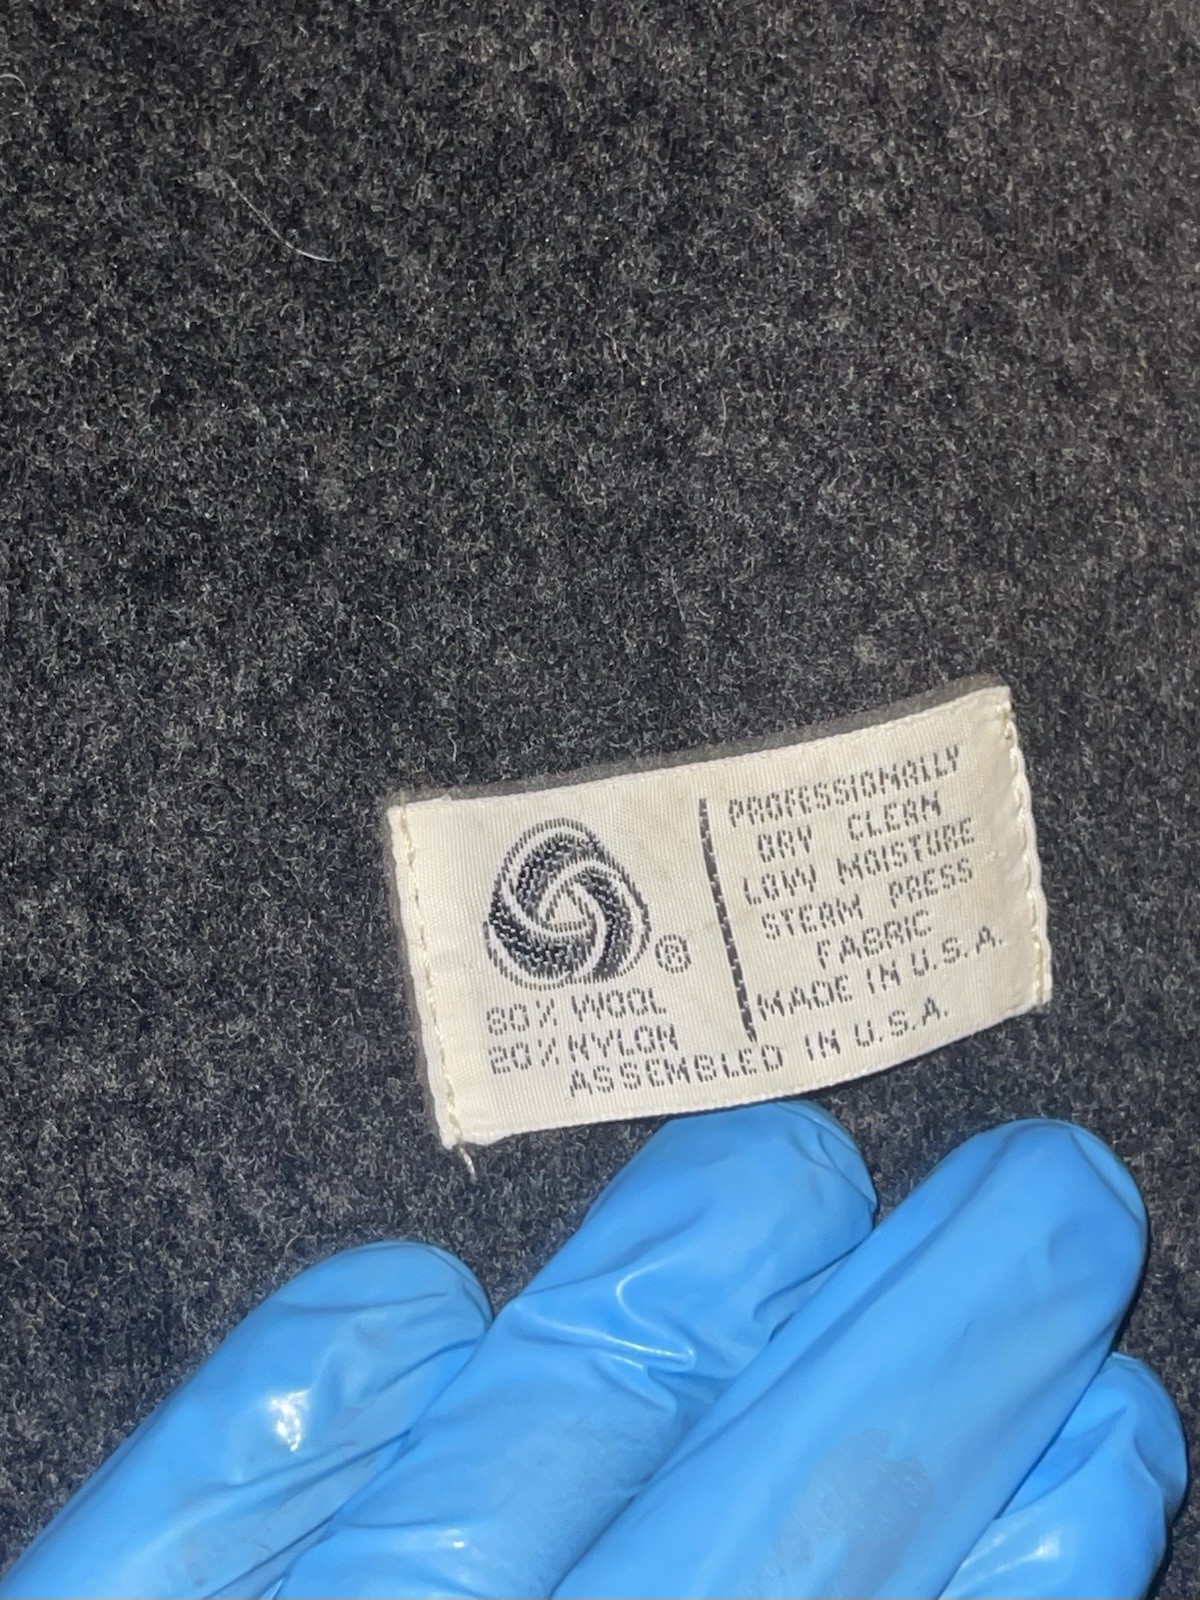 ®
80% WOOL
20% NYLON
PROFESSIONALLY
DRY CLEAN
LOW MOISTURE
STEAM PRESS
FABRIC
MADE IN U.S.A.
ASSEMBLED IN U.S.A.